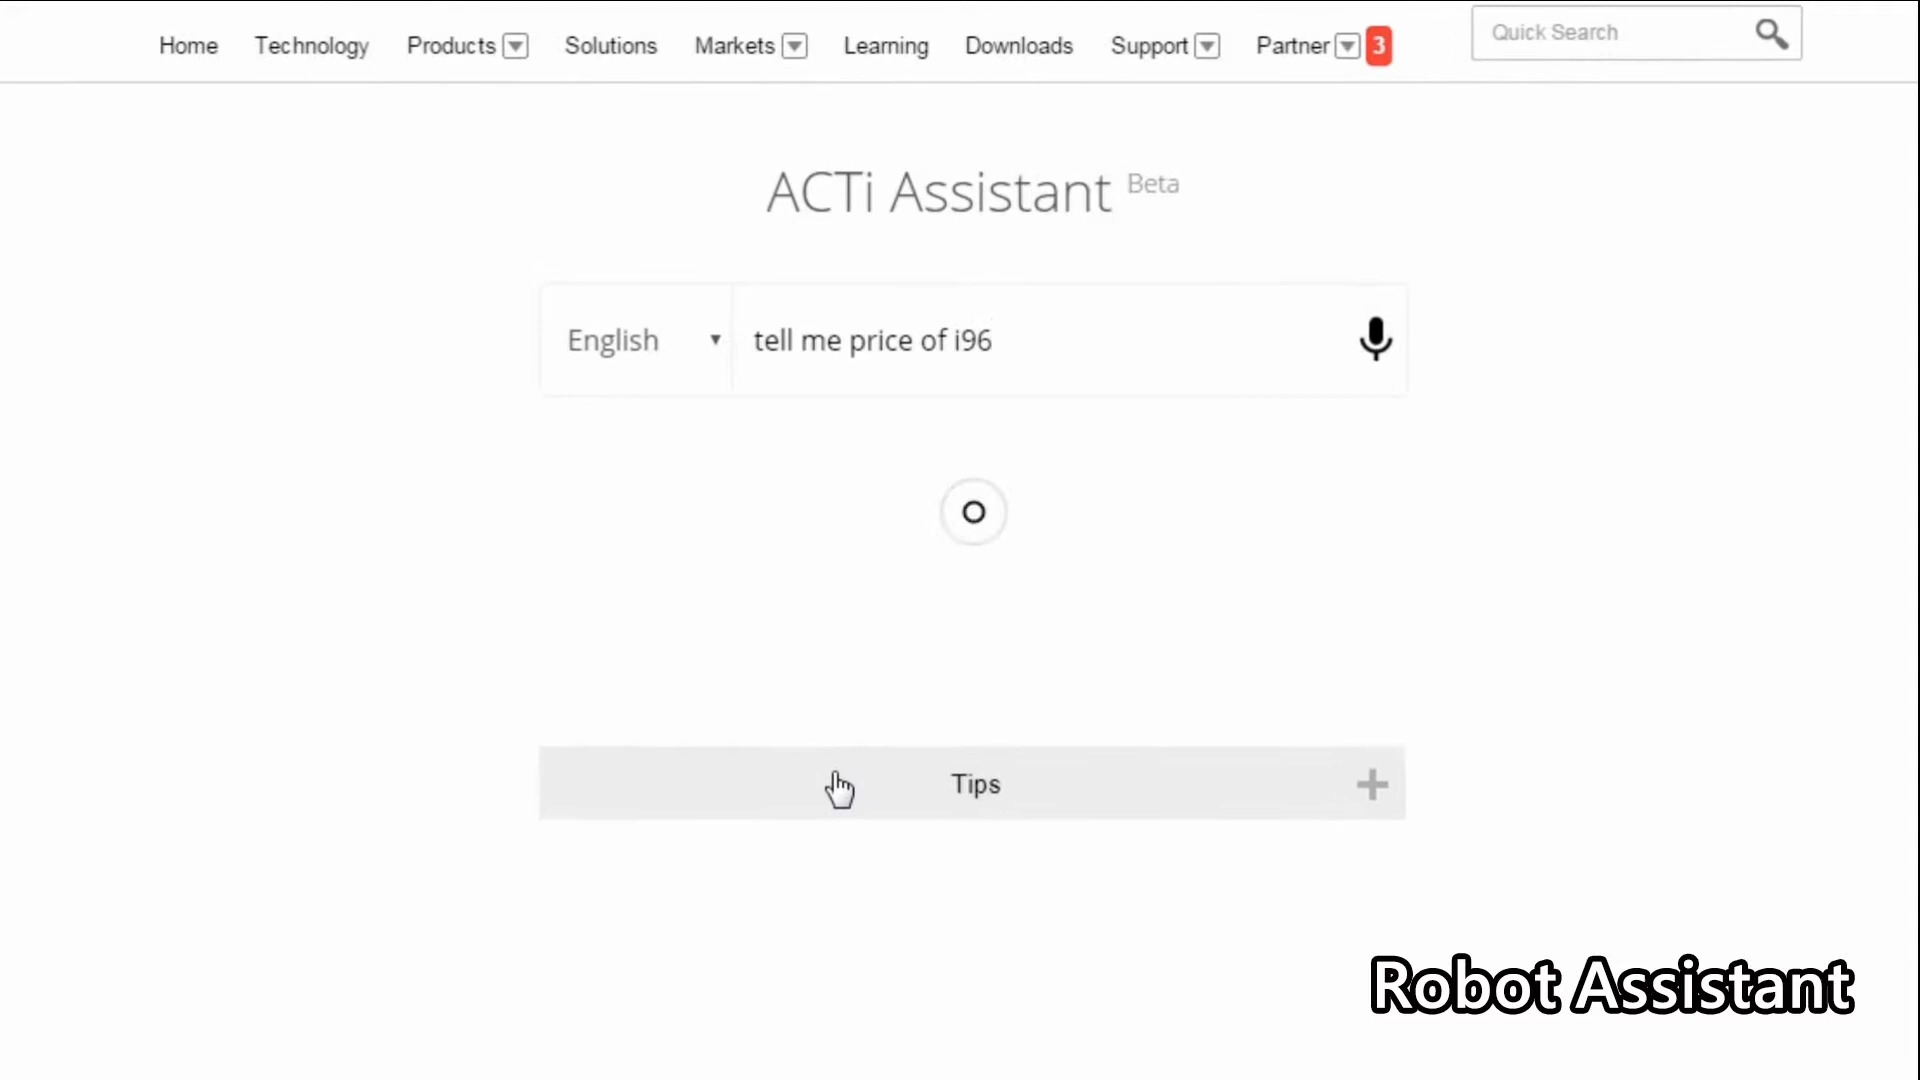 Home Technology Products Solutions Markets Learning Downloads Support Partner 3 Quick Search
ACTi Assistant Beta
English tell me price of i96
Tips
Robot Assistant